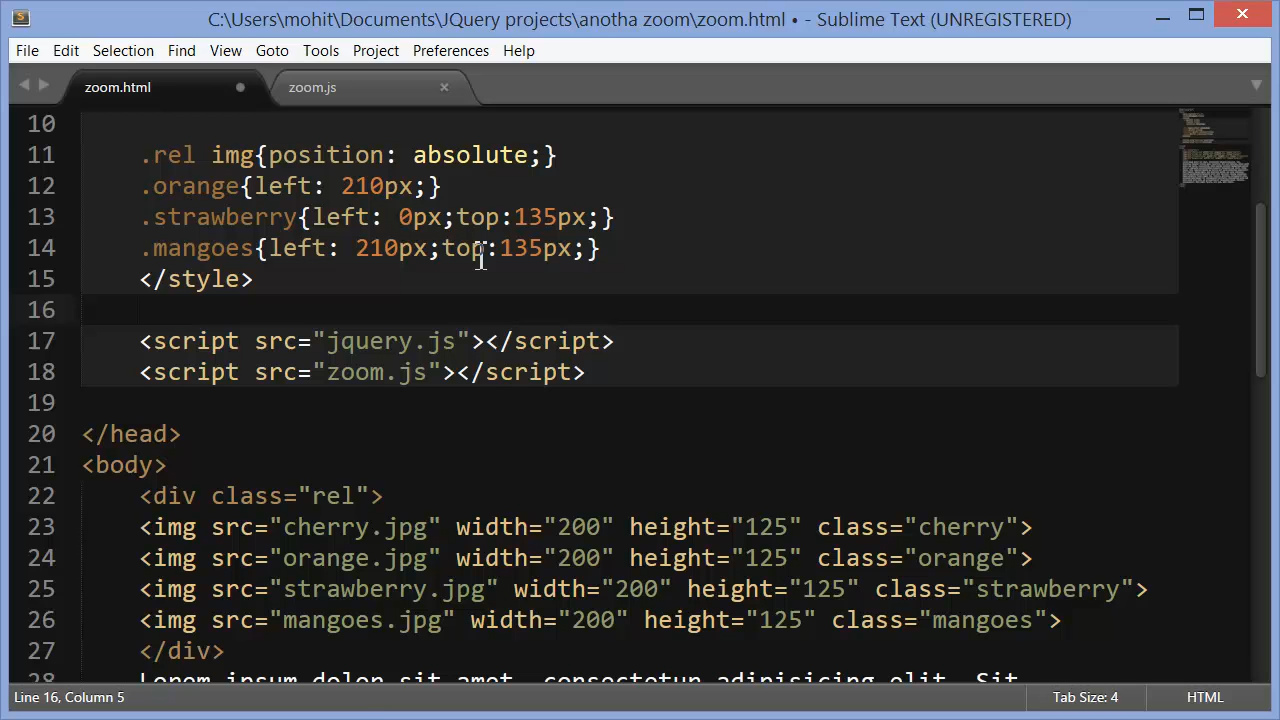 C:\Users\mohit\Documents\JQuery projects\anotha zoom\zoom.html • - Sublime Text (UNREGISTERED)
File Edit Selection Find View Goto Tools Project Preferences Help
zoom.html zoom.js
10
11 .rel img{position: absolute;}
12 .orange{left: 210px;}
13 .strawberry{left: 0px;top:135px;}
14 .mangoes{left: 210px;top:135px;}
15 </style>
16
17 <script src="jquery.js"></script>
18 <script src="zoom.js"></script>
19
20 </head>
21 <body>
22 <div class="rel">
23 <img src="cherry.jpg" width="200" height="125" class="cherry">
24 <img src="orange.jpg" width="200" height="125" class="orange">
25 <img src="strawberry.jpg" width="200" height="125" class="strawberry">
26 <img src="mangoes.jpg" width="200" height="125" class="mangoes">
27 </div>
28 Lorem ipsum dolor sit amet, consectetur adipisicing elit. Sit
Line 16, Column 5 Tab Size: 4 HTML